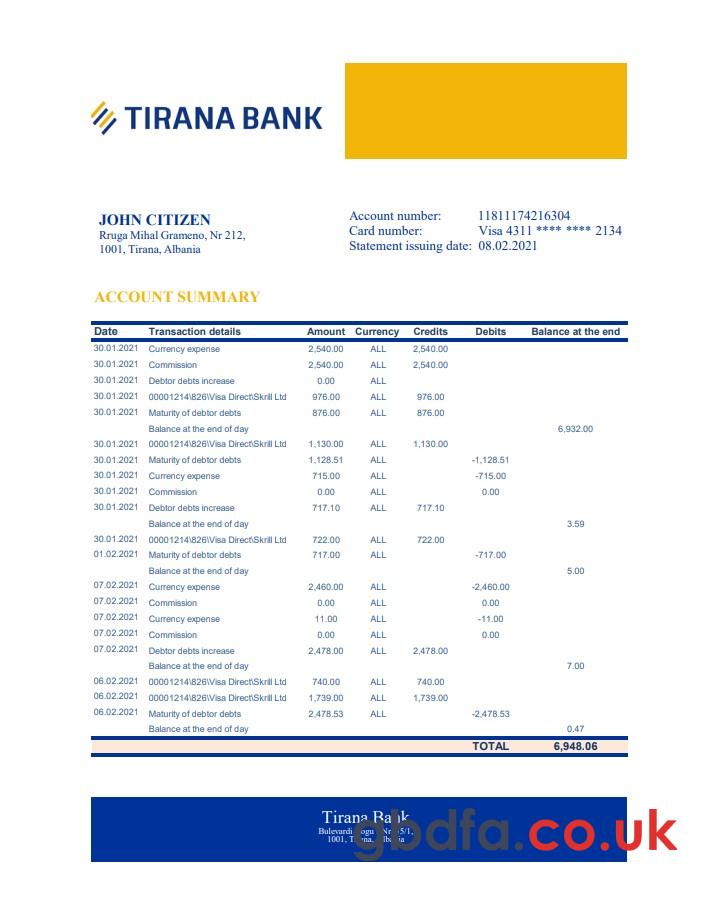 TIRANA BANK
JOHN CITIZEN
Rruga Mihal Grameno, Nr 212,
1001, Tirana, Albania
Account number: 11811174216304
Card number: Visa 4311 **** **** 2134
Statement issuing date: 08.02.2021
ACCOUNT SUMMARY
Date Transaction details Amount Currency Credits Debits Balance at the end
30.01.2021 Currency expense 2,540.00 ALL 2,540.00
30.01.2021 Commission 2,540.00 ALL 2,540.00
30.01.2021 Debtor debts increase 0.00 ALL
30.01.2021 00001214\826\Visa Direct\Skrill Ltd 976.00 ALL 976.00
30.01.2021 Maturity of debtor debts 876.00 ALL 876.00
Balance at the end of day 6,932.00
30.01.2021 00001214\826\Visa Direct\Skrill Ltd 1,130.00 ALL 1,130.00
30.01.2021 Maturity of debtor debts 1,128.51 ALL -1,128.51
30.01.2021 Currency expense 715.00 ALL -715.00
30.01.2021 Commission 0.00 ALL 0.00
30.01.2021 Debtor debts increase 717.10 ALL 717.10
Balance at the end of day 3.59
30.01.2021 00001214\826\Visa Direct\Skrill Ltd 722.00 ALL 722.00
01.02.2021 Maturity of debtor debts 717.00 ALL -717.00
Balance at the end of day 5.00
07.02.2021 Currency expense 2,460.00 ALL -2,460.00
07.02.2021 Commission 0.00 ALL 0.00
07.02.2021 Currency expense 11.00 ALL -11.00
07.02.2021 Commission 0.00 ALL 0.00
07.02.2021 Debtor debts increase 2,478.00 ALL 2,478.00
Balance at the end of day 7.00
06.02.2021 00001214\826\Visa Direct\Skrill Ltd 740.00 ALL 740.00
06.02.2021 00001214\826\Visa Direct\Skrill Ltd 1,739.00 ALL 1,739.00
06.02.2021 Maturity of debtor debts 2,478.53 ALL -2,478.53
Balance at the end of day 0.47
TOTAL 6,948.06
Tirana Bank
Bulevardi
1001,
gbdfa.co.uk